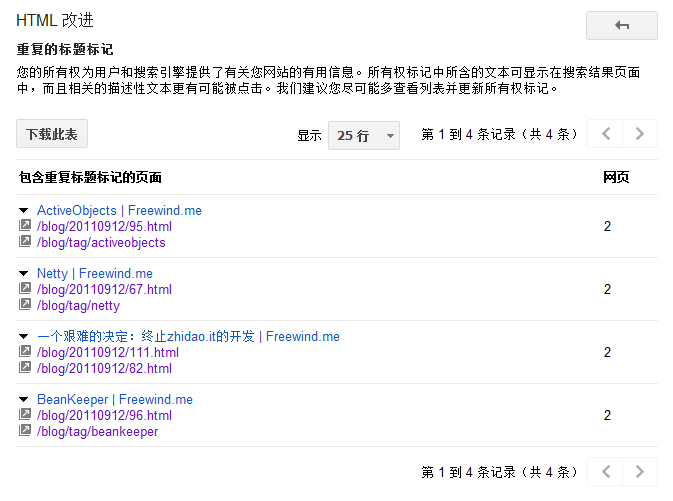 HTML 改进
重复的标题标记
您的所有权为用户和搜索引擎提供了有关您网站的有用信息。所有权标记中所含的文本可显示在搜索结果页面
中，而且相关的描述性文本更有可能被点击。我们建议您尽可能多查看列表并更新所有权标记。
下载此表 显示 25 行 第 1 到 4 条记录（共 4 条）
包含重复标题标记的页面 网页
ActiveObjects | Freewind.me
/blog/20110912/95.html 2
/blog/tag/activeobjects
Netty | Freewind.me
/blog/20110912/67.html 2
/blog/tag/netty
一个艰难的决定：终止zhidao.it的开发 | Freewind.me
/blog/20110912/111.html 2
/blog/20110912/82.html
BeanKeeper | Freewind.me
/blog/20110912/96.html 2
/blog/tag/beankeeper
第 1 到 4 条记录（共 4 条）